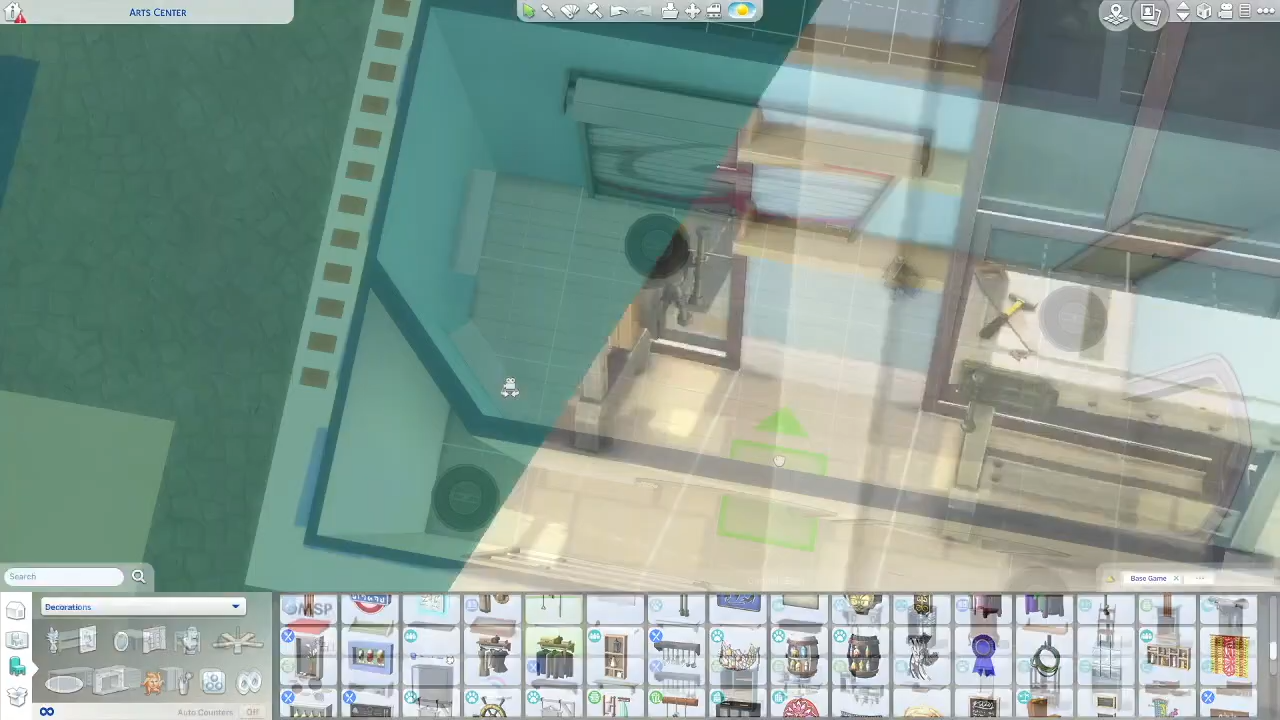 ARTS CENTER
Search
Base Game
Decorations
MSP
Auto Counters
Off